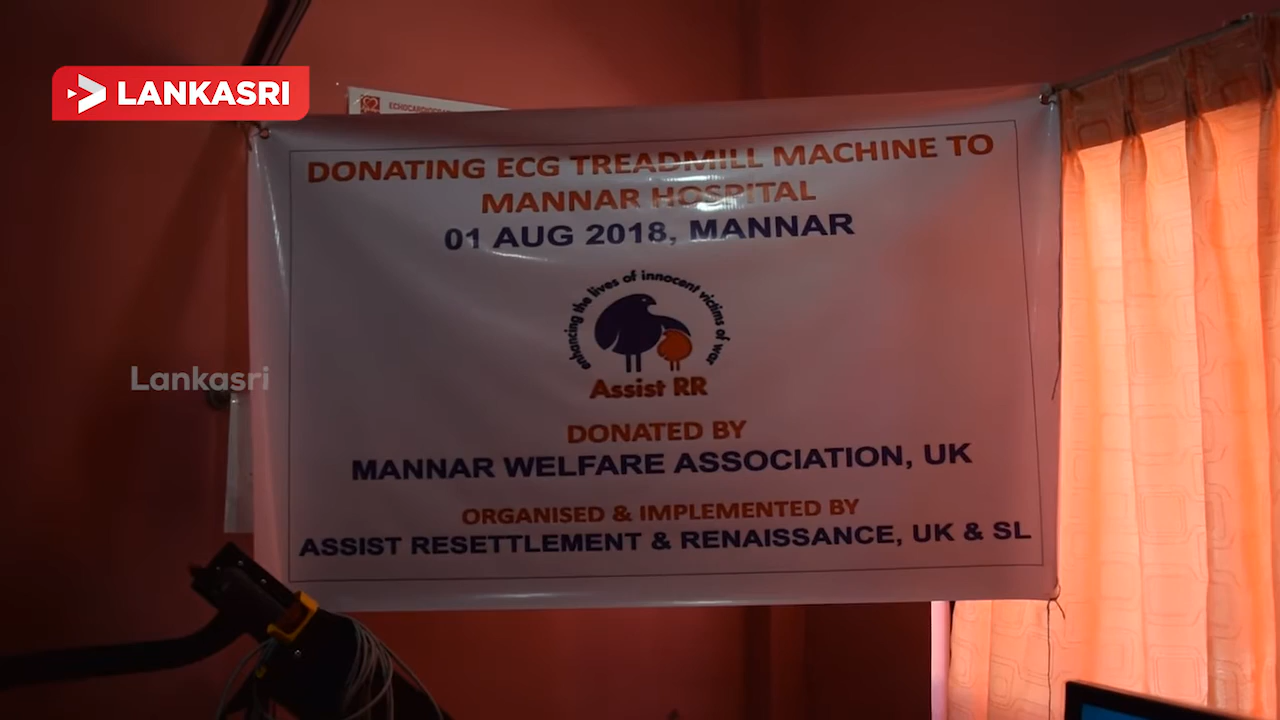 LANKASRI
DONATING ECG TREADMILL MACHINE TO
MANNAR HOSPITAL
01 AUG 2018, MANNAR
enhancing the lives of innocent victims of war
Assist RR
Lankasri
DONATED BY
MANNAR WELFARE ASSOCIATION, UK
ORGANISED & IMPLEMENTED BY
ASSIST RESETTLEMENT & RENAISSANCE, UK & SL